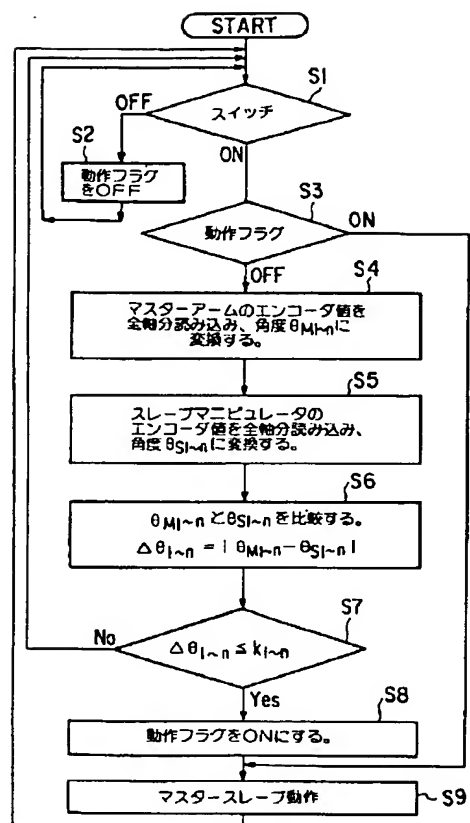 START
S1
スイッチ
OFF
ON
S2
動作フラグ
をOFF
S3
動作フラグ
ON
OFF
S4
マスターアームのエンコーダ値を
全軸分読み込み、角度θM1~nに
変換する。
S5
スレーブマニピュレータの
エンコーダ値を全軸分読み込み、
角度θS1~nに変換する。
S6
θM1~nとθS1~nを比較する。
Δθ1~n = | θM1~n − θS1~n |
S7
Δθ1~n ≤ k1~n
No
Yes
S8
動作フラグをONにする。
マスタースレーブ動作
S9